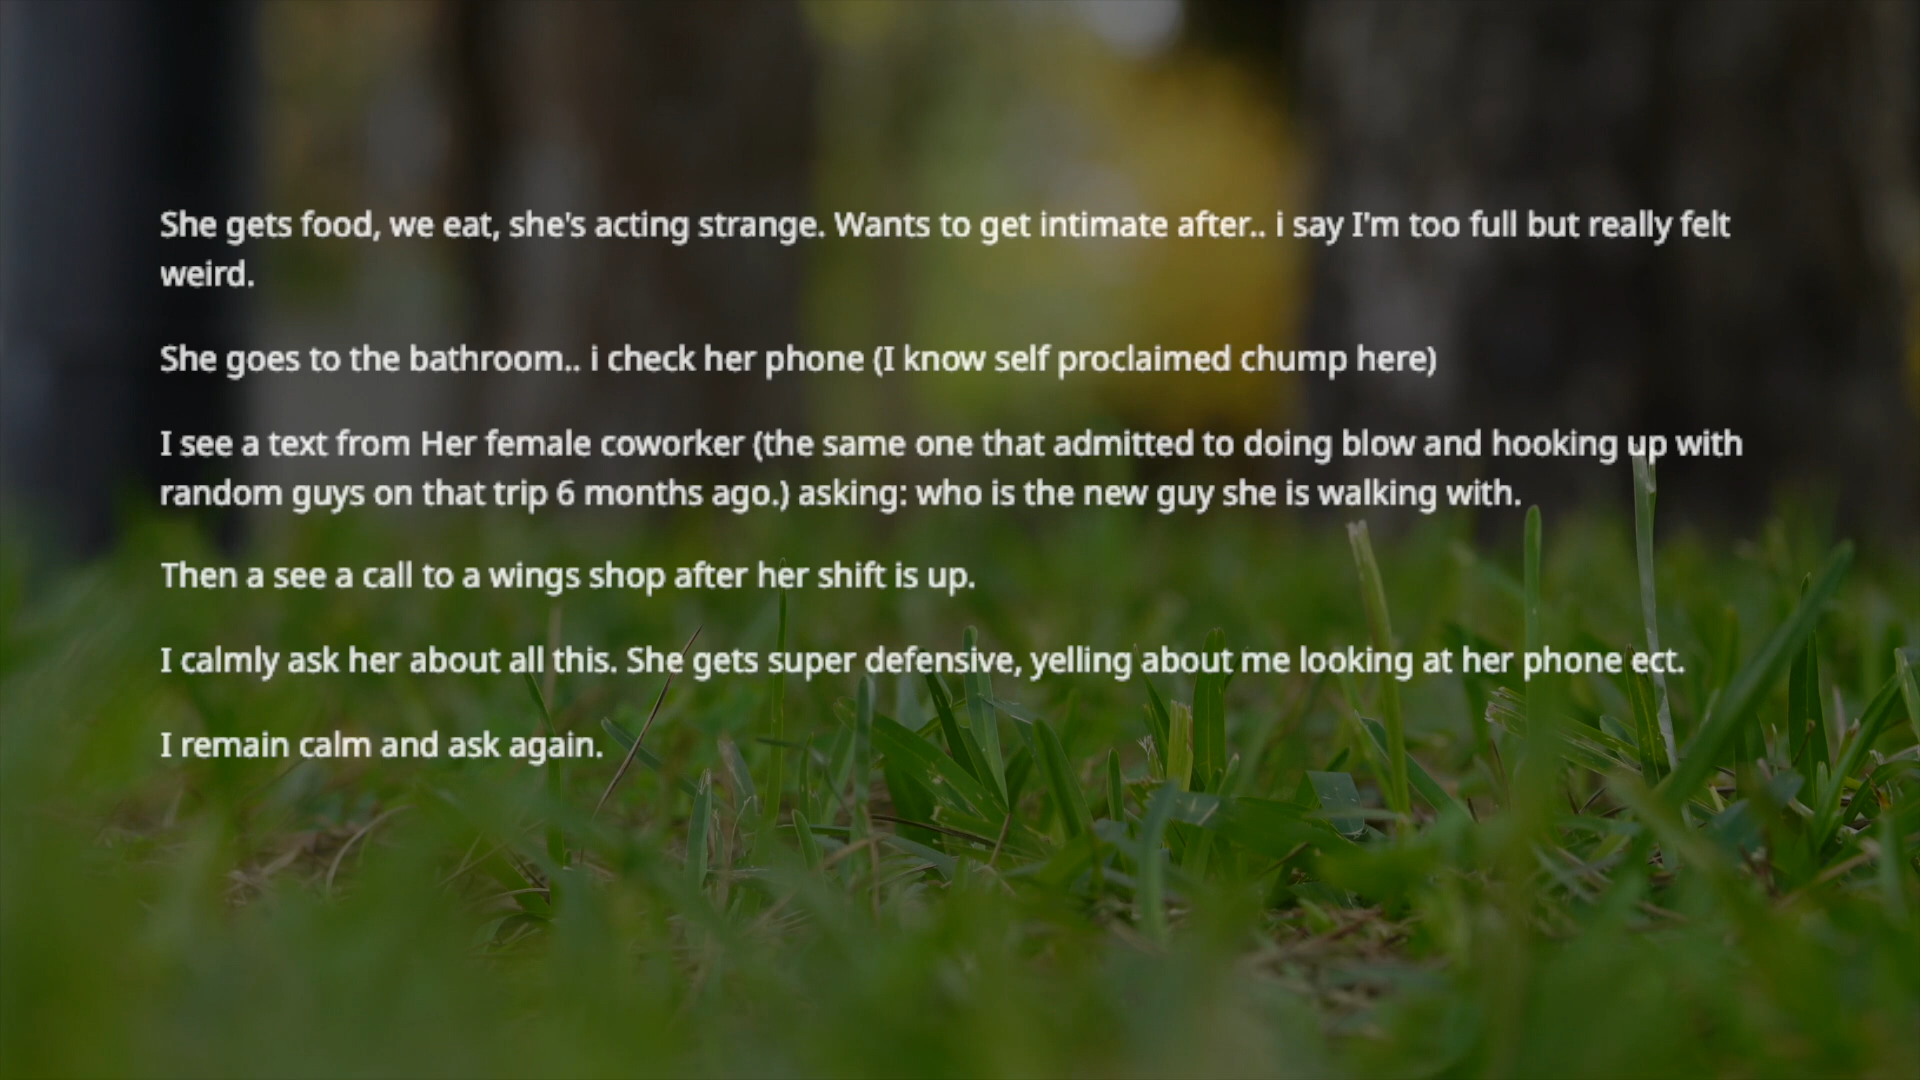 She gets food, we eat, she's acting strange. Wants to get intimate after.. i say I'm too full but really felt
weird.
She goes to the bathroom.. i check her phone (I know self proclaimed chump here)
I see a text from Her female coworker (the same one that admitted to doing blow and hooking up with
random guys on that trip 6 months ago.) asking: who is the new guy she is walking with.
Then a see a call to a wings shop after her shift is up.
I calmly ask her about all this. She gets super defensive, yelling about me looking at her phone ect.
I remain calm and ask again.